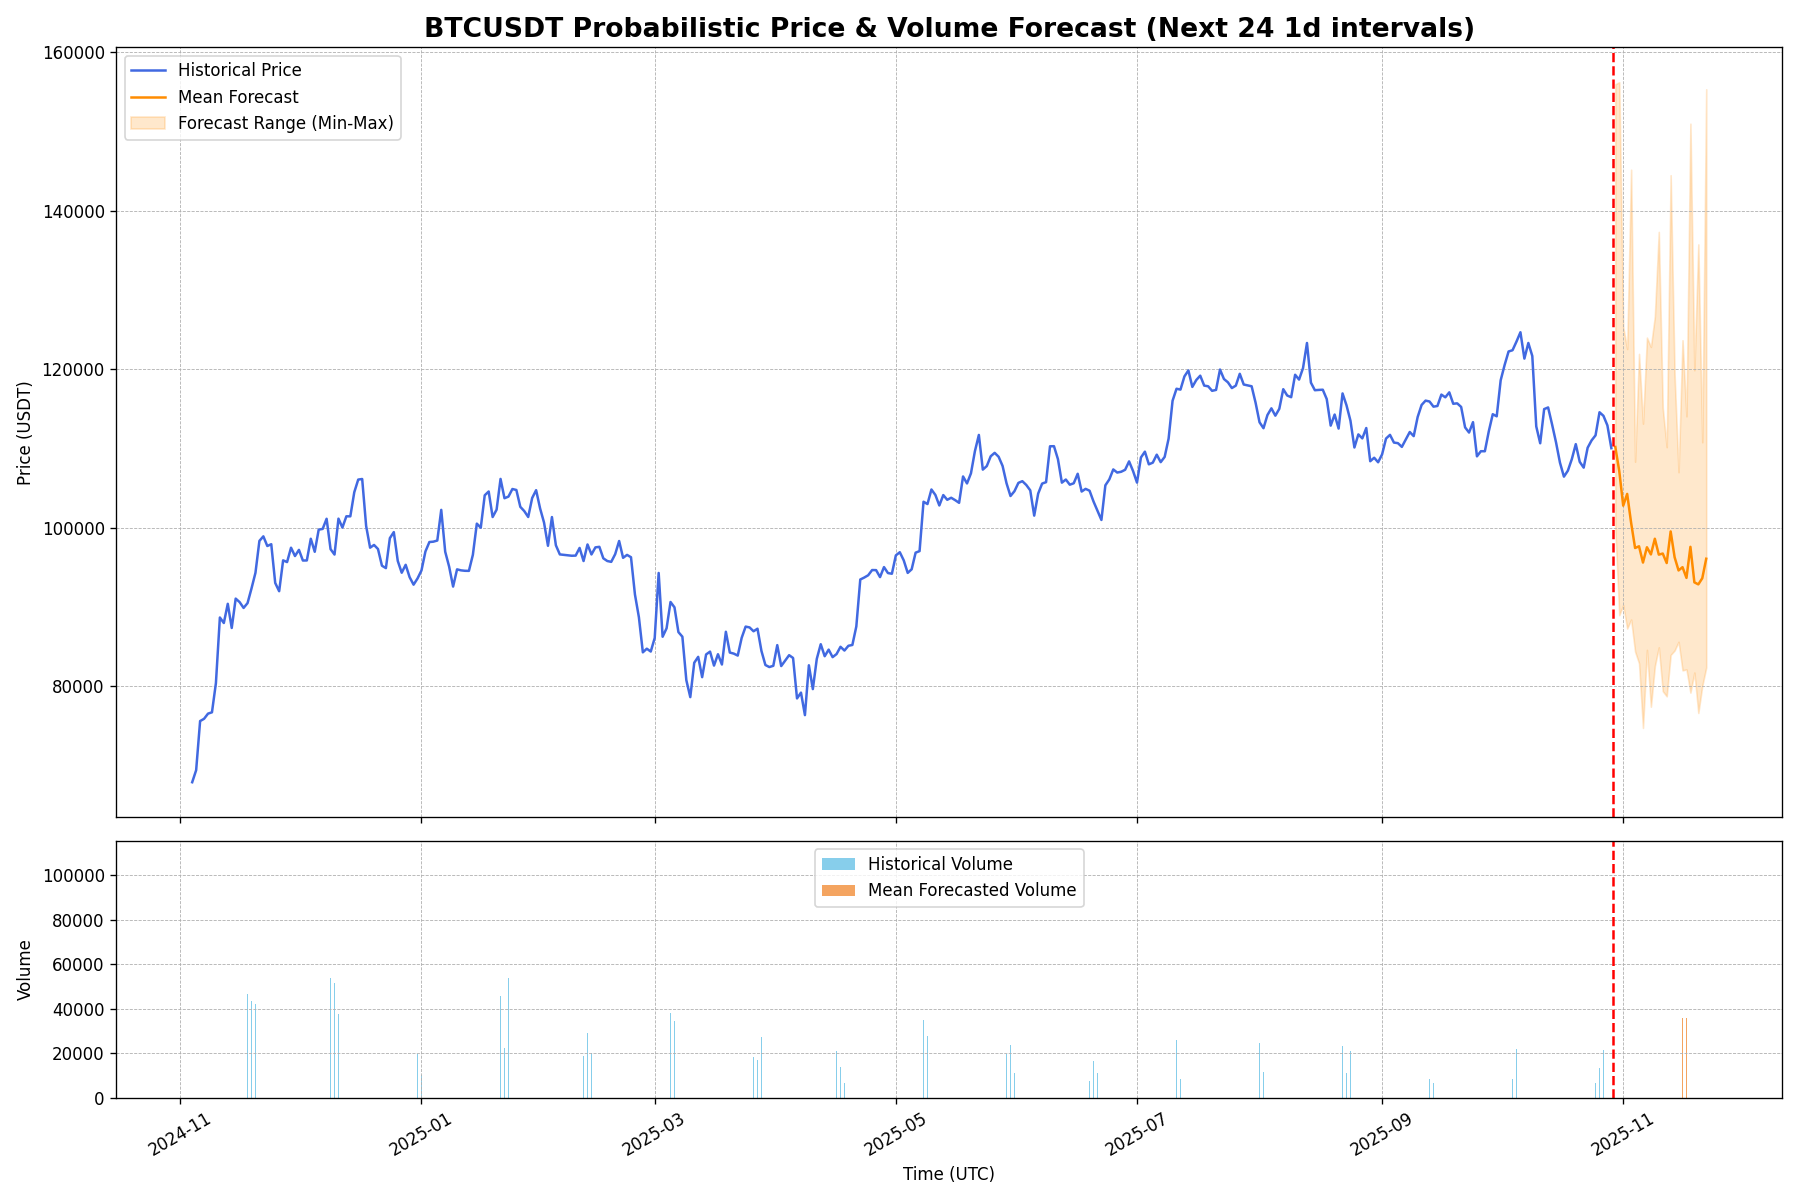 BTCUSDT Probabilistic Price & Volume Forecast (Next 24 1d intervals)
160000
140000
120000
100000
80000
Price (USDT)
Historical Price
Mean Forecast
Forecast Range (Min-Max)
100000
80000
60000
40000
20000
0
Volume
Historical Volume
Mean Forecasted Volume
2024-11
2025-01
2025-03
2025-05
2025-07
2025-09
2025-11
Time (UTC)